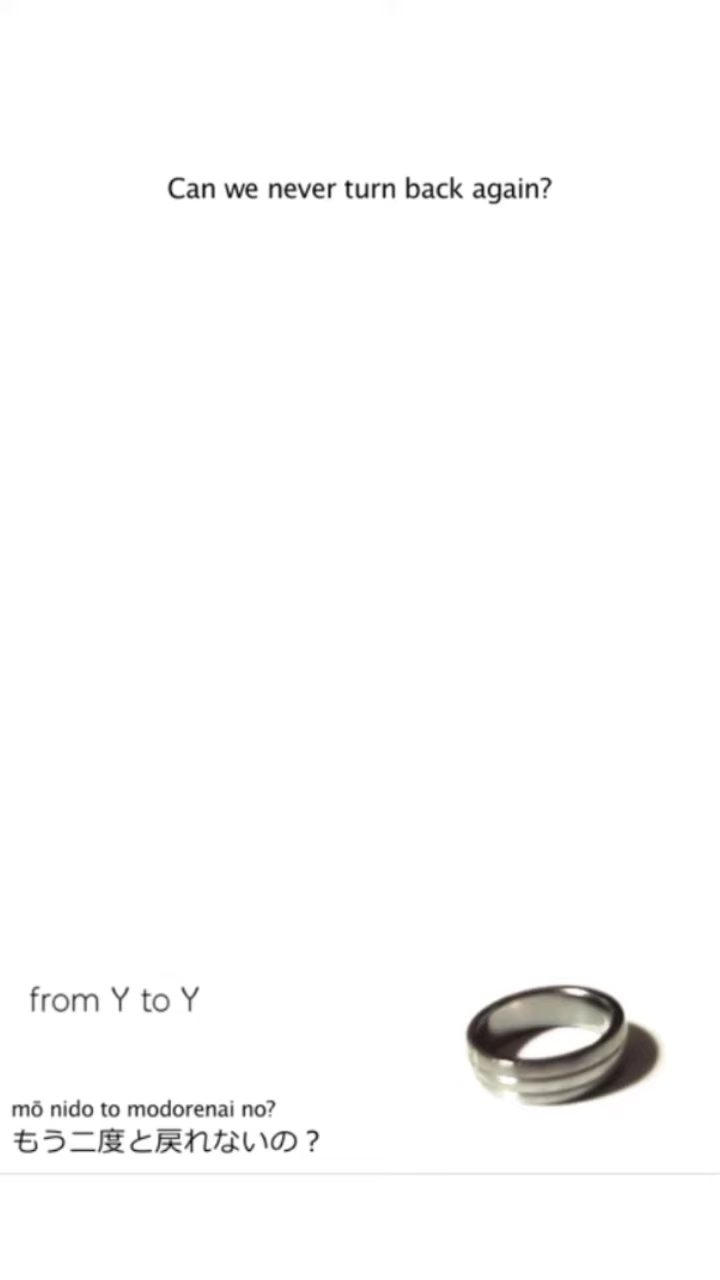 Can we never turn back again?
from Y to Y
mō nido to modorenai no?
もう二度と戻れないの？